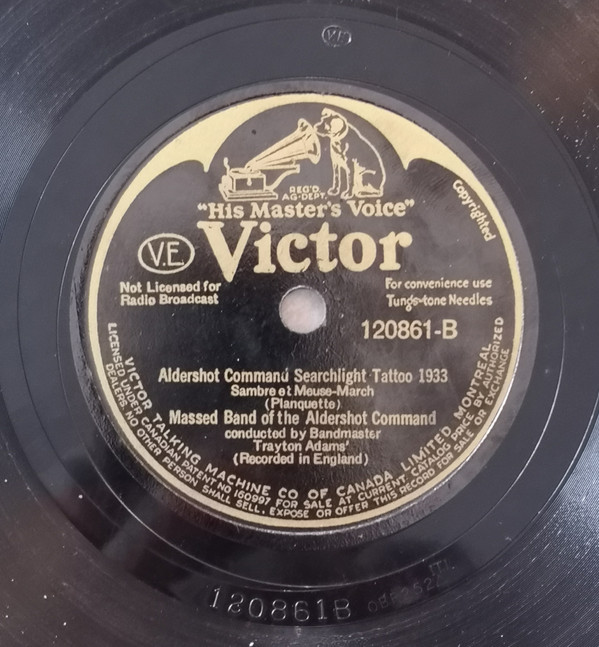 VE
REG'D
AG·DEPT.
"His Master's Voice"
Copyrighted
V.E.
Victor
Not Licensed for
Radio Broadcast
For convenience use
Tungs-tone Needles
120861-B
Aldershot Command Searchlight Tattoo 1933
Sambre et Meuse-March
(Planquette)
Massed Band of the Aldershot Command
conducted by Bandmaster
Trayton Adams'
(Recorded in England)
VICTOR TALKING MACHINE CO OF CANADA LIMITED, MONTREAL
LICENSED UNDER CANADIAN PATENT NO 160997 FOR SALE AT CURRENT CATALOG PRICE BY AUTHORIZED
DEALERS. NO OTHER PERSON SHALL SELL, EXPOSE OR OFFER THIS RECORD FOR SALE OR EXCHANGE
120861B